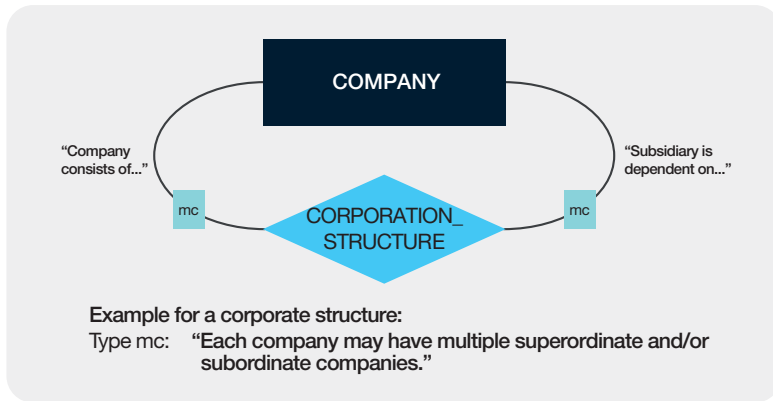 COMPANY
“Company
consists of...”
“Subsidiary is
dependent on...”
mc
mc
CORPORATION_
STRUCTURE
Example for a corporate structure:
Type mc: “Each company may have multiple superordinate and/or
subordinate companies.”